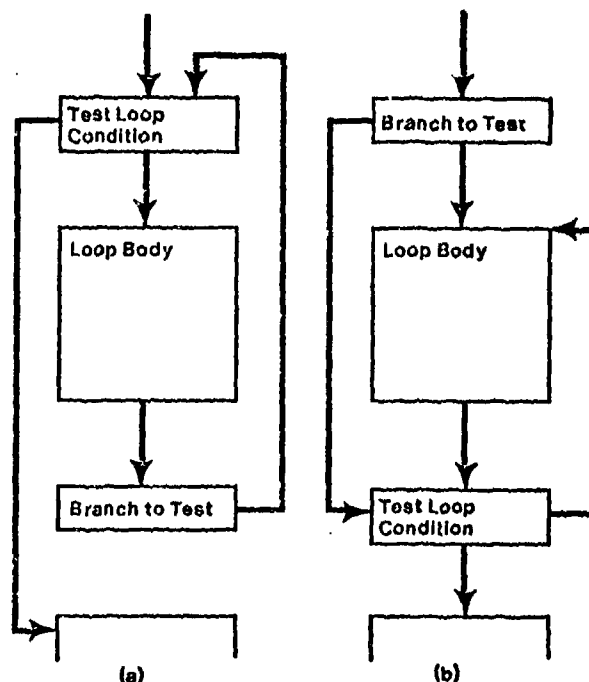 Test Loop
Condition
Loop Body
Branch to Test
(a)
Branch to Test
Loop Body
Test Loop
Condition
(b)